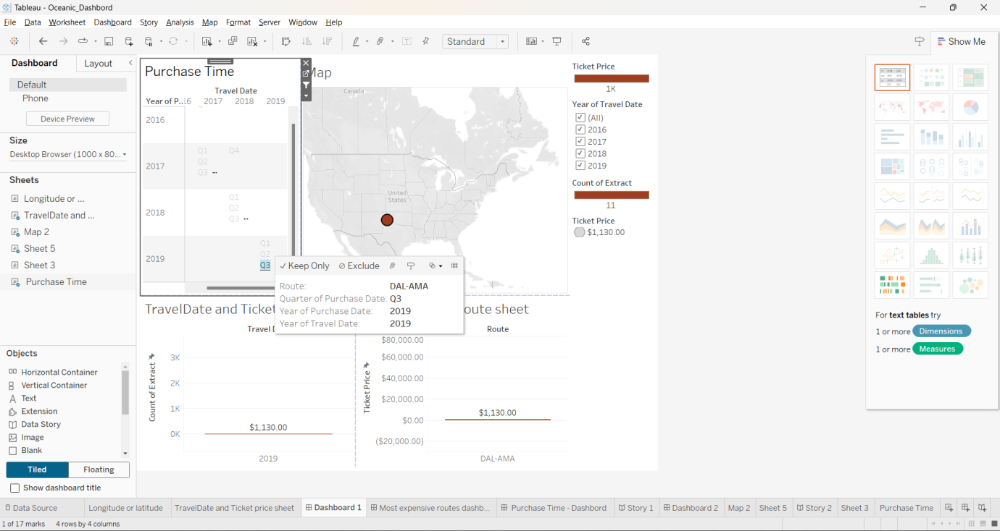 Tableau - Oceanic_Dashbord
File Data Worksheet Dashboard Story Analysis Map Format Server Window Help
Standard
Show Me
Dashboard Layout
Default
Phone
Device Preview
Size
Desktop Browser (1000 x 80...
Sheets
Longitude or ...
TravelDate and ...
Map 2
Sheet 5
Sheet 3
Purchase Time
Objects
Horizontal Container
Vertical Container
Text
Extension
Data Story
Image
Blank
Tiled Floating
Show dashboard title
Purchase Time
Travel Date
Year of P.. 16 2017 2018 2019
2016
Q1 Q4
2017 Q2
Q3 ...
Q1
2018 Q2
Q3 ...
Q1
2019 Q2
Q3
Map
Canada
United
States
Keep Only Exclude
Route: DAL-AMA
Quarter of Purchase Date: Q3
Year of Purchase Date: 2019
Year of Travel Date: 2019
Ticket Price
1K
Year of Travel Date
(All)
2016
2017
2018
2019
Count of Extract
11
Ticket Price
$1,130.00
TravelDate and Ticket
Travel D
Count of Extract
3K
2K
1K
0K
$1,130.00
2019
oute sheet
Route
Ticket Price
$80,000.00
$60,000.00
$40,000.00
$20,000.00
$0.00
($20,000.00)
$1,130.00
DAL-AMA
For text tables try
1 or more Dimensions
1 or more Measures
Data Source Longitude or latitude TravelDate and Ticket price sheet Dashboard 1 Most expensive routes dashb... Purchase Time - Dashbord Story 1 Dashboard 2 Map 2 Sheet 5 Story 2 Sheet 3 Purchase Time
1 of 17 marks 4 rows by 4 columns